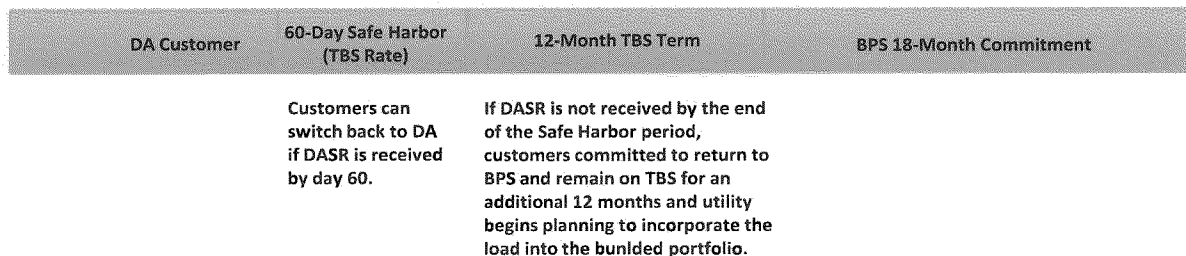 DA Customer
60-Day Safe Harbor
(TBS Rate)
12-Month TBS Term
BPS 18-Month Commitment
Customers can
switch back to DA
if DASR is received
by day 60.
If DASR is not received by the end
of the Safe Harbor period,
customers committed to return to
BPS and remain on TBS for an
additional 12 months and utility
begins planning to incorporate the
load into the bunlded portfolio.